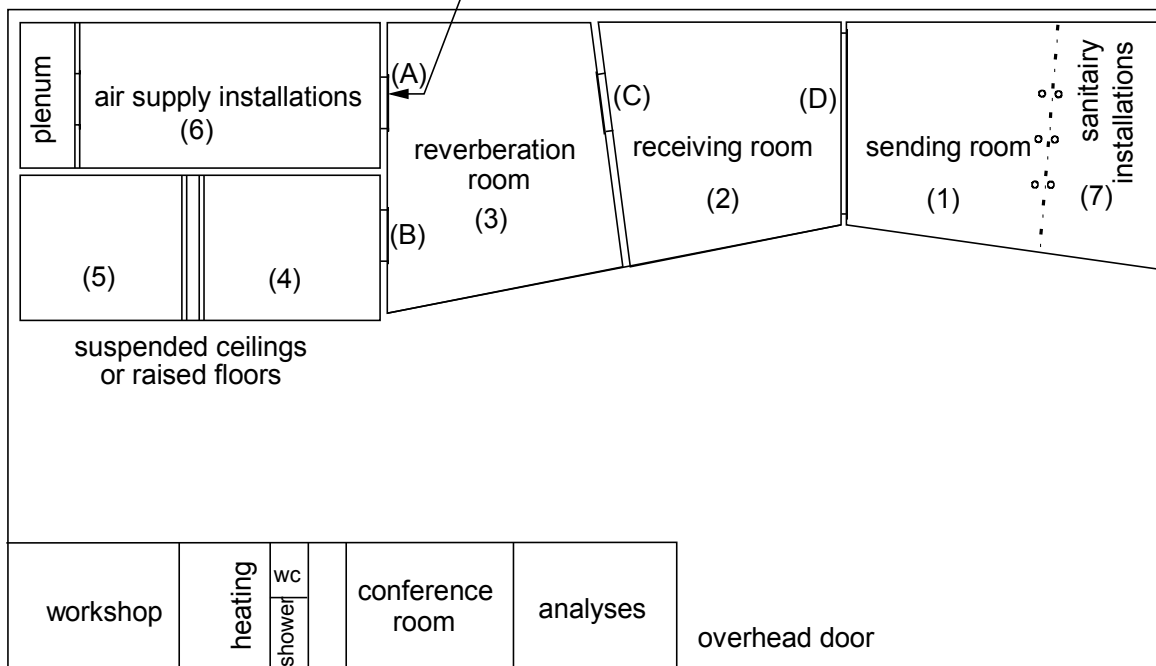 plenum
air supply installations
(6)
(A)
(B)
reverberation
room
(3)
(C)
receiving room
(2)
(D)
sending room
(1)
sanitairy
installations
(7)
(5)
(4)
suspended ceilings
or raised floors
workshop
heating
wc
shower
conference
room
analyses
overhead door